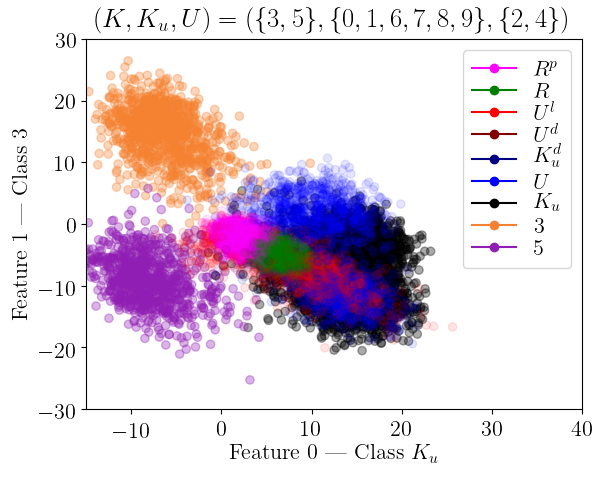 (K, K_u, U) = ({3, 5}, {0, 1, 6, 7, 8, 9}, {2, 4})
30
20
10
0
−10
−20
−30
Feature 1 — Class 3
R^p
R
U^l
U^d
K_u^d
U
K_u
3
5
−10 0 10 20 30 40
Feature 0 — Class K_u